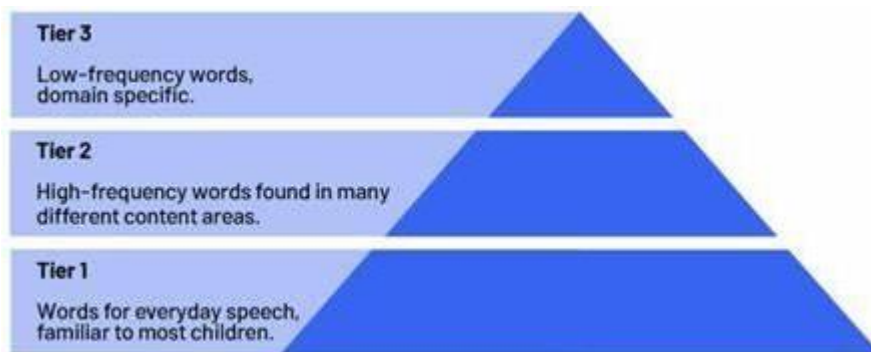 Tier 3
Low-frequency words,
domain specific.
Tier 2
High-frequency words found in many
different content areas.
Tier 1
Words for everyday speech,
familiar to most children.